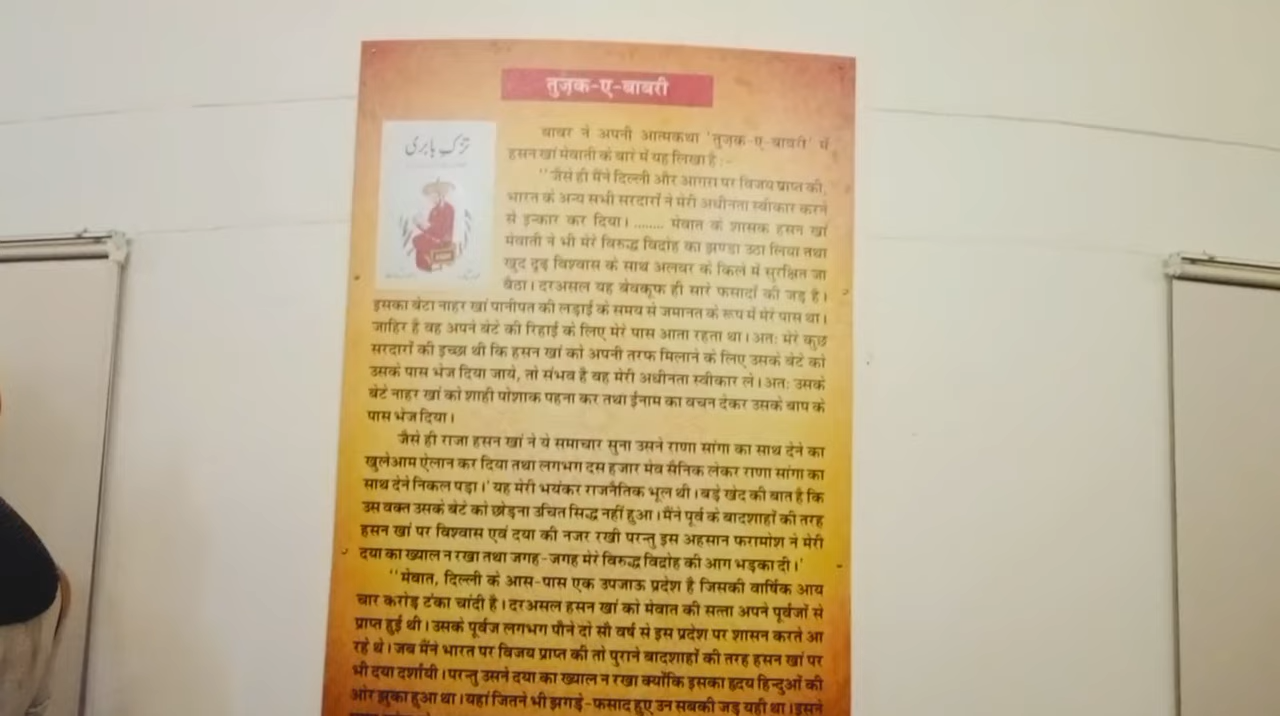 तुज़क-ए-बाबरी
تزکِ بابری
बाबर ने अपनी आत्मकथा 'तुज़क-ए-बाबरी' में
हसन खां मेवाती के बारे में यह लिखा है :-
''जैसे ही मैंने दिल्ली और आगरा पर विजय प्राप्त की,
भारत के अन्य सभी सरदारों ने मेरी अधीनता स्वीकार करने
से इन्कार कर दिया। ........ मेवात के शासक हसन खां
मेवाती ने भी मेरे विरुद्ध विद्रोह का झण्डा उठा लिया तथा
खुद दृढ़ विश्वास के साथ अलवर के किले में सुरक्षित जा
बैठा। दरअसल यह बेवकूफ ही सारे फसादों की जड़ है।
इसका बेटा नाहर खां पानीपत की लड़ाई के समय से जमानत के रूप में मेरे पास था।
जाहिर है वह अपने बेटे की रिहाई के लिए मेरे पास आता रहता था। अतः मेरे कुछ
सरदारों की इच्छा थी कि हसन खां को अपनी तरफ मिलाने के लिए उसके बेटे को
उसके पास भेज दिया जाये, तो संभव है वह मेरी अधीनता स्वीकार ले। अतः उसके
बेटे नाहर खां को शाही पोशाक पहना कर तथा ईनाम का वचन देकर उसके बाप के
पास भेज दिया।
जैसे ही राजा हसन खां ने ये समाचार सुना उसने राणा सांगा का साथ देने का
खुलेआम ऐलान कर दिया तथा लगभग दस हजार मेव सैनिक लेकर राणा सांगा का
साथ देने निकल पड़ा।' यह मेरी भयंकर राजनैतिक भूल थी। बड़े खेद की बात है कि
उस वक्त उसके बेटे को छोड़ना उचित सिद्ध नहीं हुआ। मैंने पूर्व के बादशाहों की तरह
हसन खां पर विश्वास एवं दया की नजर रखी परन्तु इस अहसान फरामोश ने मेरी
दया का ख्याल न रखा तथा जगह-जगह मेरे विरुद्ध विद्रोह की आग भड़का दी।'
''मेवात, दिल्ली के आस-पास एक उपजाऊ प्रदेश है जिसकी वार्षिक आय
चार करोड़ टंका चांदी है। दरअसल हसन खां को मेवात की सत्ता अपने पूर्वजों से
प्राप्त हुई थी। उसके पूर्वज लगभग पौने दो सौ वर्ष से इस प्रदेश पर शासन करते आ
रहे थे। जब मैंने भारत पर विजय प्राप्त की तो पुराने बादशाहों की तरह हसन खां पर
भी दया दर्शायी। परन्तु उसने दया का ख्याल न रखा क्योंकि इसका हृदय हिन्दुओं की
ओर झुका हुआ था। यहां जितने भी झगड़े-फसाद हुए उन सबकी जड़ यही था। इसने